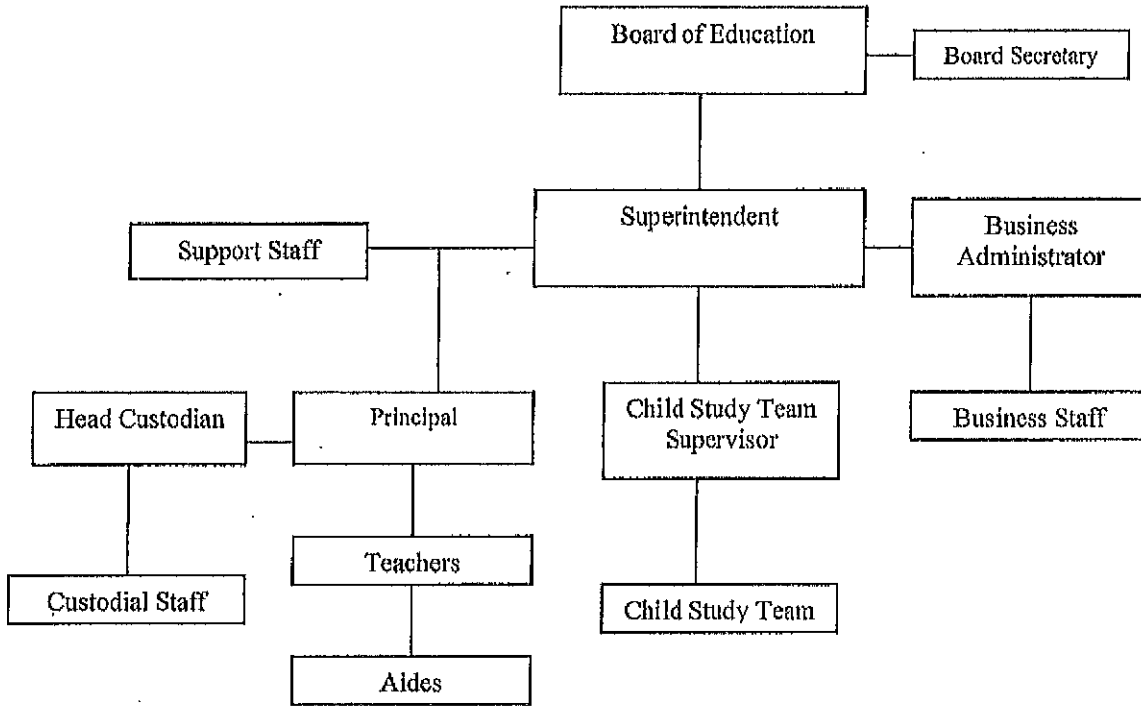 Board of Education
Board Secretary
Superintendent
Business
Administrator
Support Staff
Head Custodian
Principal
Child Study Team
Supervisor
Business Staff
Teachers
Custodial Staff
Child Study Team
Aides